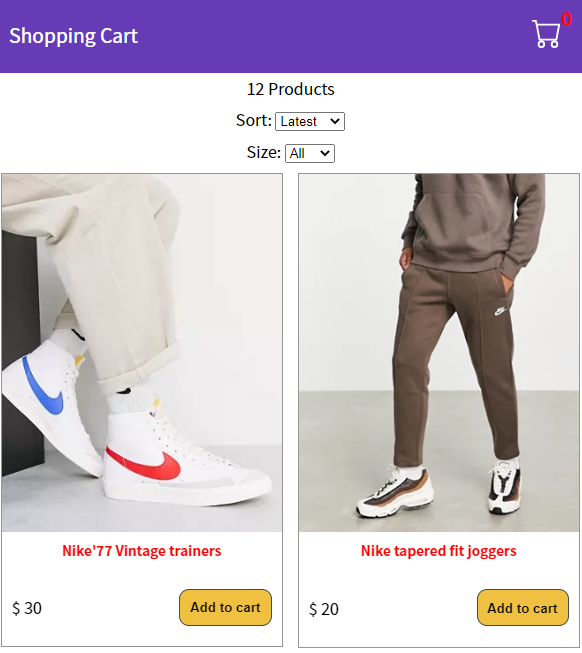 Shopping Cart
0
12 Products
Sort: Latest
Size: All
Nike'77 Vintage trainers
Nike tapered fit joggers
$ 30
Add to cart
$ 20
Add to cart